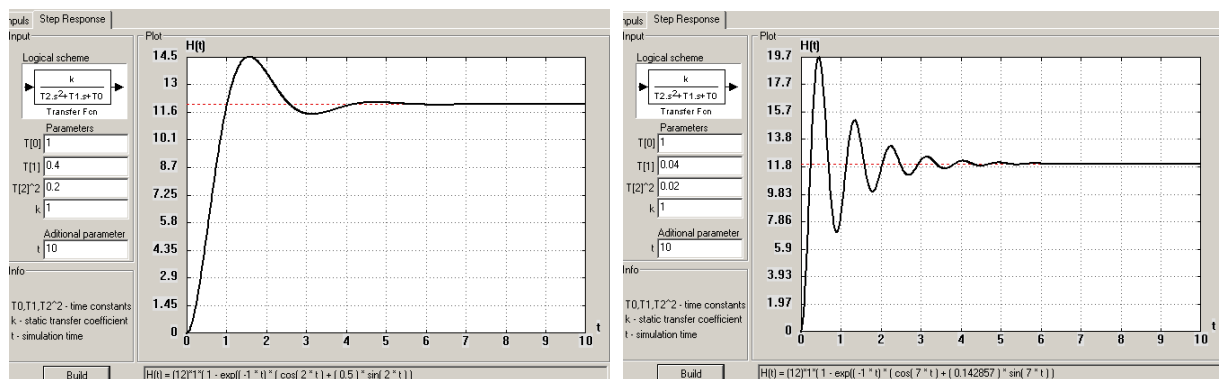 npuls Step Response
Input
Logical scheme
k
T2.s²+T1.s+T0
Transfer Fcn
Parameters
T[0] 1
T[1] 0.4
T[2]^2 0.2
k 1
Aditional parameter
t 10
Info
T0,T1,T2^2 - time constants
k - static transfer coefficient
t - simulation time
Build
Plot
H(t)
14.5
13
11.6
10.1
8.7
7.25
5.8
4.35
2.9
1.45
0
0 1 2 3 4 5 6 7 8 9 10
t
H(t) = (12)*1*( 1 - exp(( -1 * t) * ( cos( 2 * t ) + ( 0.5 ) * sin( 2 * t ) )
npuls Step Response
Input
Logical scheme
k
T2.s²+T1.s+T0
Transfer Fcn
Parameters
T[0] 1
T[1] 0.04
T[2]^2 0.02
k 1
Aditional parameter
t 10
Info
T0,T1,T2^2 - time constants
k - static transfer coefficient
t - simulation time
Build
Plot
H(t)
19.7
17.7
15.7
13.8
11.8
9.83
7.86
5.9
3.93
1.97
0
0 1 2 3 4 5 6 7 8 9 10
t
H(t) = (12)*1*( 1 - exp(( -1 * t) * ( cos( 7 * t ) + ( 0.142857 ) * sin( 7 * t ) )